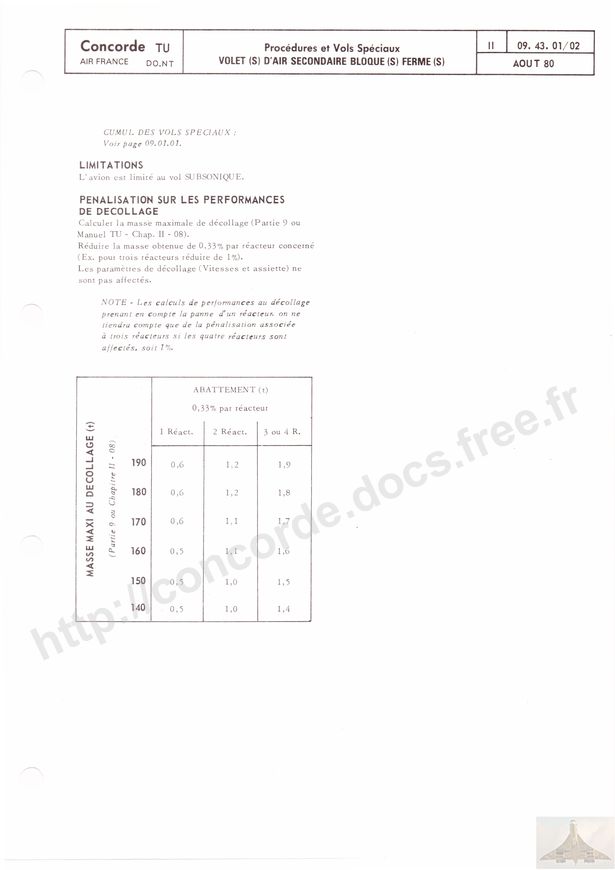 Concorde TU
AIR FRANCE DO.NT
Procédures et Vols Spéciaux
VOLET (S) D'AIR SECONDAIRE BLOQUE (S) FERME (S)
II 09. 43. 01/02
AOUT 80
CUMUL DES VOLS SPECIAUX :
Voir page 09.01.01.
LIMITATIONS
L'avion est limité au vol SUBSONIQUE.
PENALISATION SUR LES PERFORMANCES
DE DECOLLAGE
Calculer la masse maximale de décollage (Partie 9 ou
Manuel TU - Chap. II - 08).
Réduire la masse obtenue de 0,33% par réacteur concerné
(Ex. pour trois réacteurs réduire de 1%).
Les paramètres de décollage (Vitesses et assiette) ne
sont pas affectés.
NOTE - Les calculs de performances au décollage
prenant en compte la panne d'un réacteur, on ne
tiendra compte que de la pénalisation associée
à trois réacteurs si les quatre réacteurs sont
affectés, soit 1%.
MASSE MAXI AU DECOLLAGE (t)
(Partie 9 ou Chapitre II - 08)
ABATTEMENT (t)
0,33% par réacteur
1 Réact. 2 Réact. 3 ou 4 R.
190 0,6 1,2 1,9
180 0,6 1,2 1,8
170 0,6 1,1 1,7
160 0,5 1,1 1,6
150 0,5 1,0 1,5
140 0,5 1,0 1,4
http://concorde.docs.free.fr